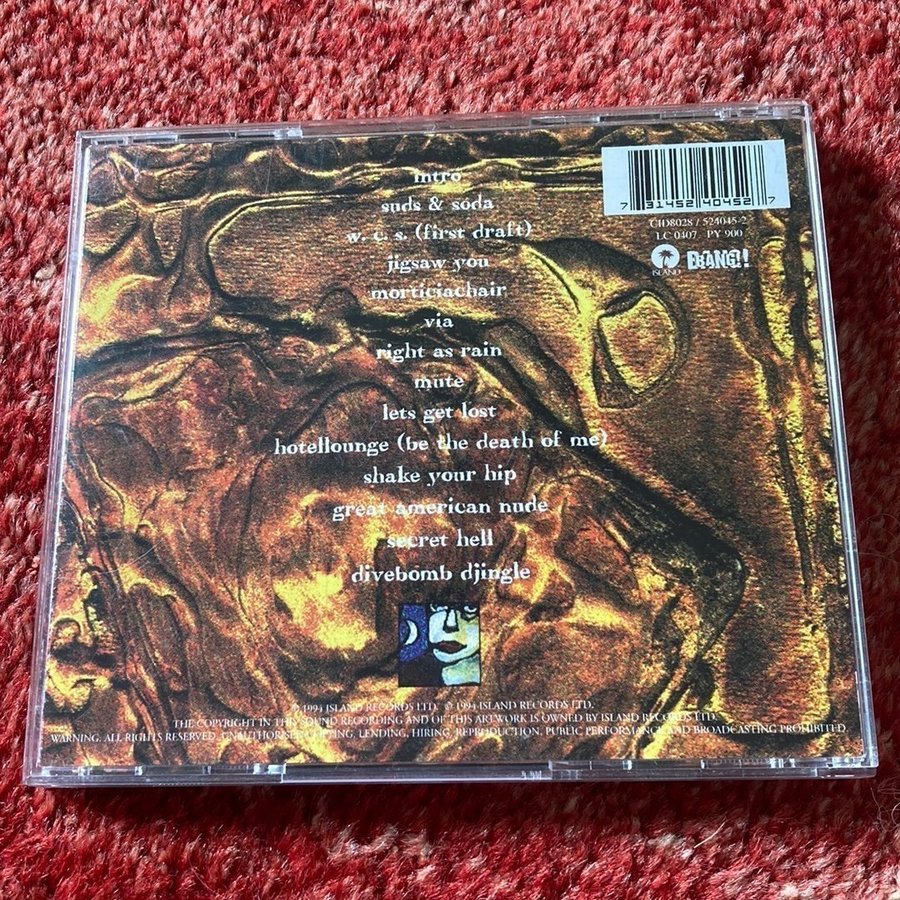 intro
suds & soda
w. c. s. (first draft)
jigsaw you
morticiachair
via
right as rain
mute
lets get lost
hotellounge (be the death of me)
shake your hip
great american nude
secret hell
divebomb djingle
7 31452 40452 7
CID8028 / 524045-2
LC 0407 PY 900
ISLAND
BANG!
℗ 1994 ISLAND RECORDS LTD. © 1994 ISLAND RECORDS LTD.
THE COPYRIGHT IN THIS SOUND RECORDING AND OF THIS ARTWORK IS OWNED BY ISLAND RECORDS LTD.
WARNING. ALL RIGHTS RESERVED. UNAUTHORISED COPYING, LENDING, HIRING, REPRODUCTION, PUBLIC PERFORMANCE AND BROADCASTING PROHIBITED.